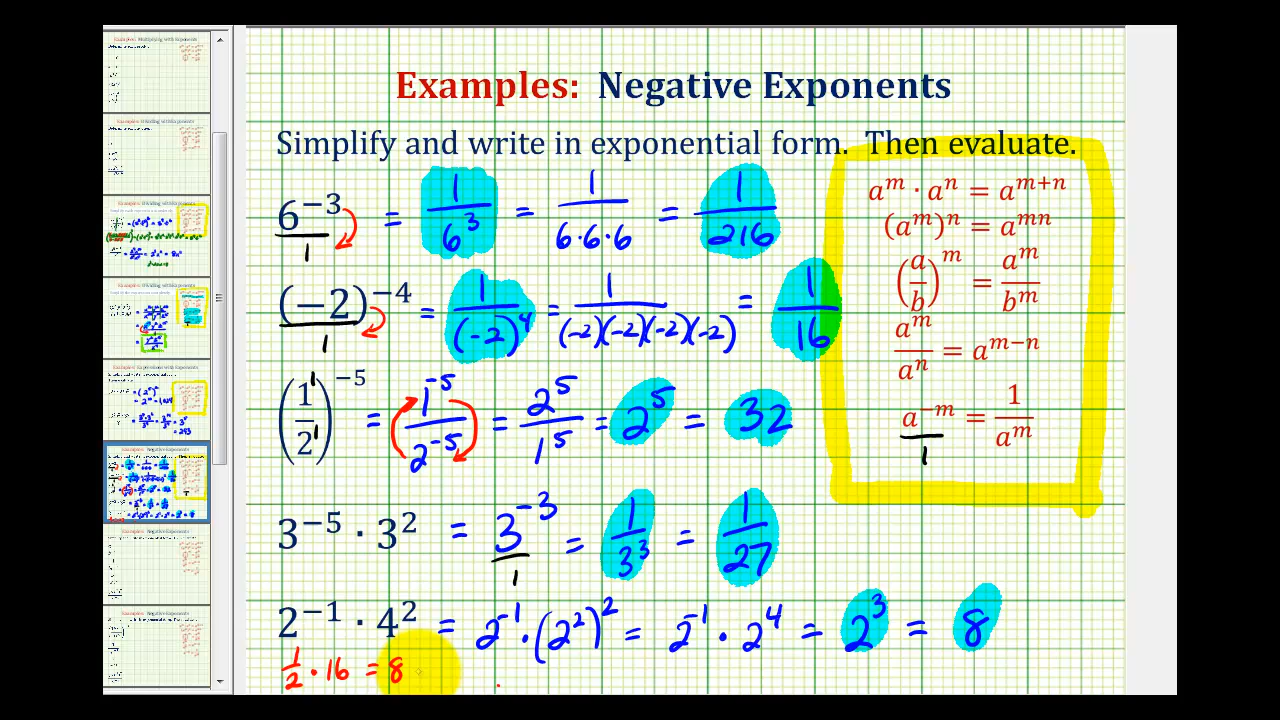 Examples: Negative Exponents
Simplify and write in exponential form. Then evaluate.
6^{-3}/1 = 1/6^3 = 1/(6·6·6) = 1/216
(-2)^{-4}/1 = 1/(-2)^4 = 1/((-2)(-2)(-2)(-2)) = 1/16
(1/2)^{-5} = 1^{-5}/2^{-5} = 2^5/1^5 = 2^5 = 32
3^{-5} · 3^2 = 3^{-3}/1 = 1/3^3 = 1/27
2^{-1} · 4^2 = 2^{-1} · (2^2)^2 = 2^{-1} · 2^4 = 2^3 = 8
1/2 · 16 = 8
a^m · a^n = a^{m+n}
(a^m)^n = a^{mn}
(a/b)^m = a^m/b^m
a^m/a^n = a^{m-n}
a^{-m}/1 = 1/a^m